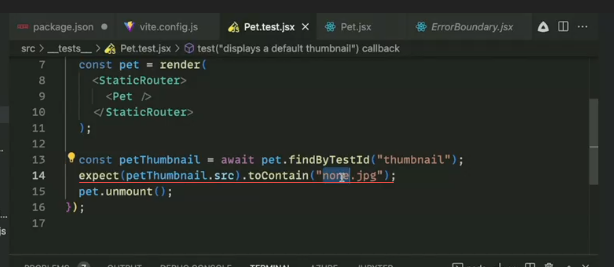 package.json
vite.config.js
Pet.test.jsx
Pet.jsx
ErrorBoundary.jsx
src > __tests__ > Pet.test.jsx > test("displays a default thumbnail") callback
7 const pet = render(
8 <StaticRouter>
9 <Pet />
10 </StaticRouter>
11 );
12
13 const petThumbnail = await pet.findByTestId("thumbnail");
14 expect(petThumbnail.src).toContain("none.jpg");
15 pet.unmount();
16 });
17
js
PROBLEMS OUTPUT DEBUG CONSOLE TERMINAL AZURE JUPYTER